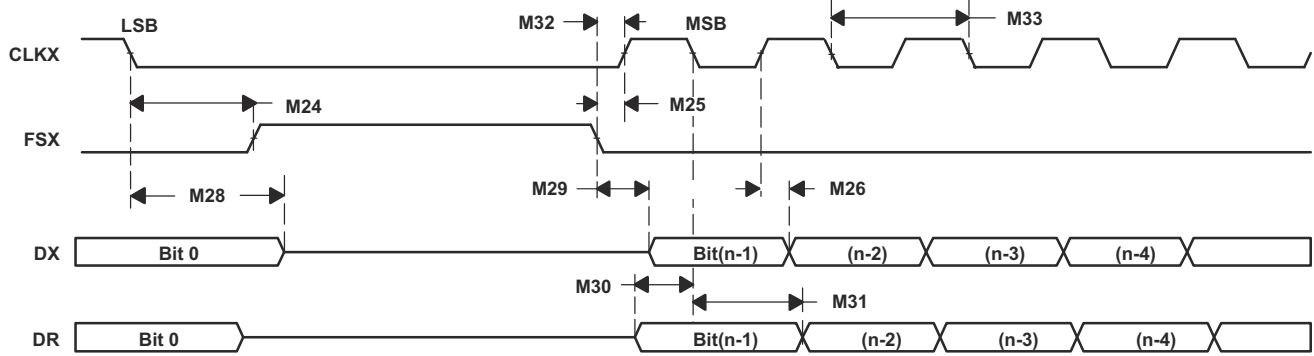 LSB
M32
MSB
M33
CLKX
M24
M25
FSX
M28
M29
M26
DX
Bit 0
Bit(n-1)
(n-2)
(n-3)
(n-4)
M30
M31
DR
Bit 0
Bit(n-1)
(n-2)
(n-3)
(n-4)